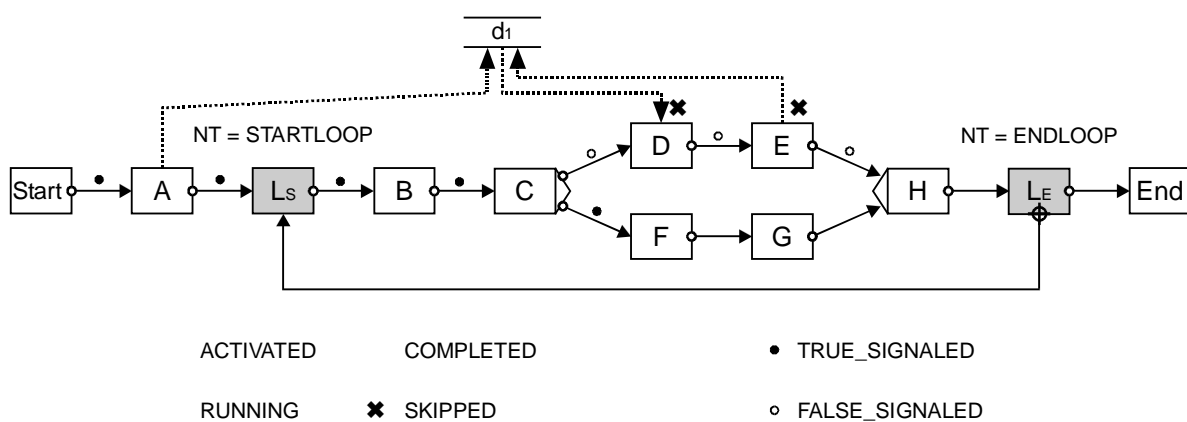 d1
NT = STARTLOOP
NT = ENDLOOP
D
E
Start
A
LS
B
C
H
LE
End
F
G
ACTIVATED
COMPLETED
TRUE_SIGNALED
RUNNING
SKIPPED
FALSE_SIGNALED